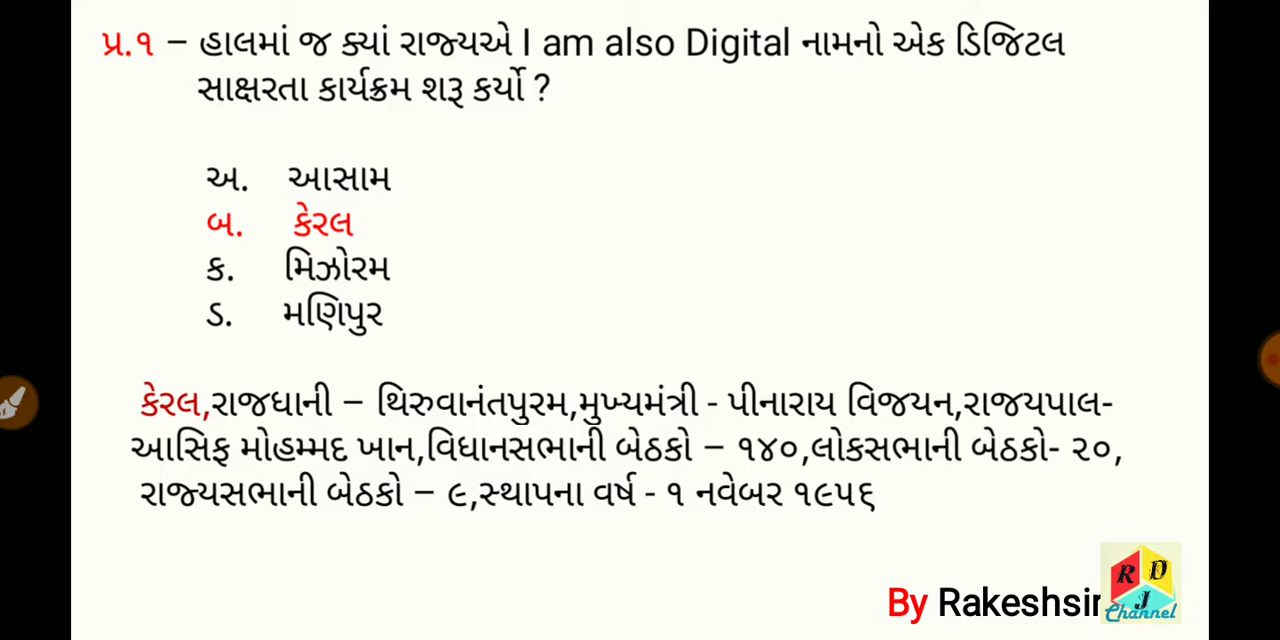 પ્ર.૧ – હાલમાં જ ક્યાં રાજ્યએ I am also Digital નામનો એક ડિજિટલ
સાક્ષરતા કાર્યક્રમ શરૂ કર્યો ?
અ. આસામ
બ. કેરલ
ક. મિઝોરમ
ડ. મણિપુર
કેરલ,રાજધાની – થિરુવાનંતપુરમ,મુખ્યમંત્રી - પીનારાય વિજયન,રાજયપાલ-
આસિફ મોહમ્મદ ખાન,વિધાનસભાની બેઠકો – ૧૪૦,લોકસભાની બેઠકો- ૨૦,
રાજ્યસભાની બેઠકો – ૯,સ્થાપના વર્ષ - ૧ નવેબર ૧૯૫૬
By Rakeshsir
R D J
Channel